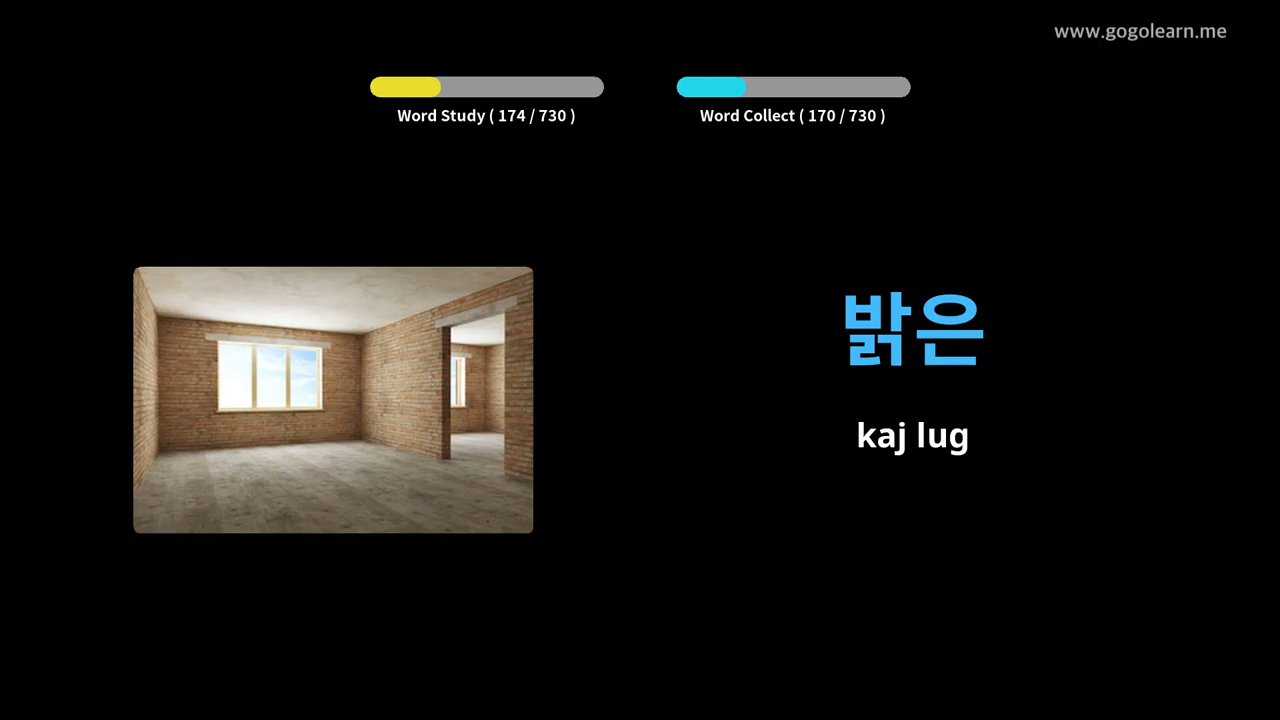 www.gogolearn.me
Word Study ( 174 / 730 )
Word Collect ( 170 / 730 )
밝은
kaj lug